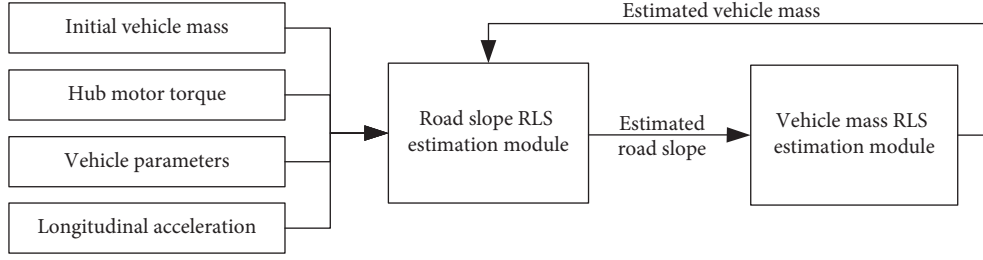 Initial vehicle mass
Hub motor torque
Vehicle parameters
Longitudinal acceleration
Estimated vehicle mass
Road slope RLS
estimation module
Estimated
road slope
Vehicle mass RLS
estimation module